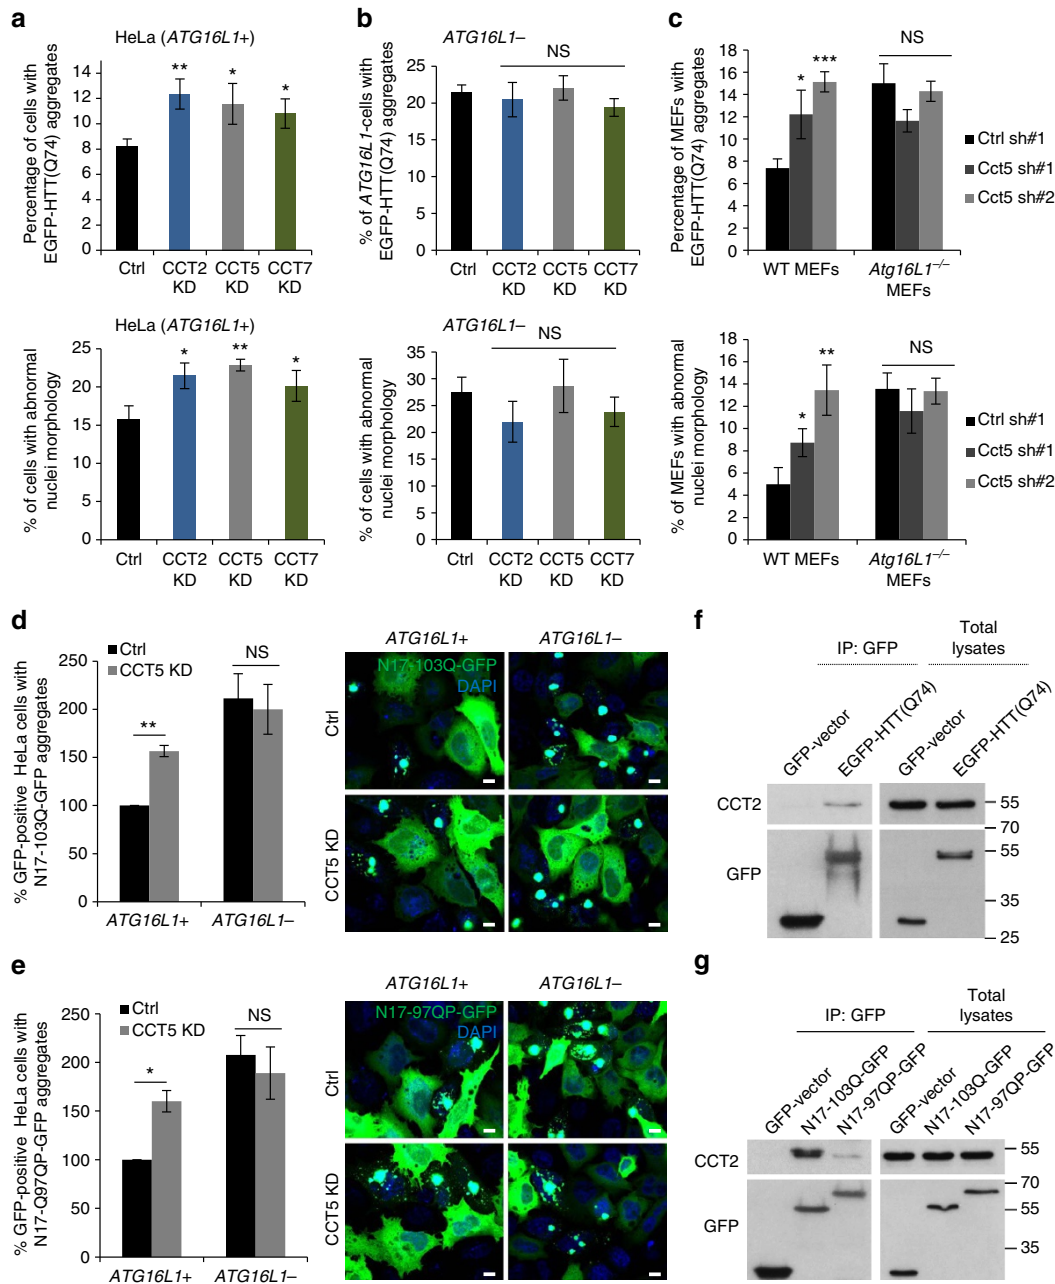 a
HeLa (ATG16L1+)
Percentage of cells with
EGFP-HTT(Q74) aggregates
14
12
10
8
6
4
2
0
**
*
*
Ctrl
CCT2 KD
CCT5 KD
CCT7 KD
HeLa (ATG16L1+)
% of cells with abnormal
nuclei morphology
25
20
15
10
5
0
*
**
*
Ctrl
CCT2 KD
CCT5 KD
CCT7 KD
b
ATG16L1–
NS
% of ATG16L1-cells with
EGFP-HTT(Q74) aggregates
30
25
20
15
10
5
0
Ctrl
CCT2 KD
CCT5 KD
CCT7 KD
ATG16L1–
NS
% of cells with abnormal
nuclei morphology
35
30
25
20
15
10
5
0
Ctrl
CCT2 KD
CCT5 KD
CCT7 KD
c
NS
Percentage of MEFs with
EGFP-HTT(Q74) aggregates
18
16
14
12
10
8
6
4
2
0
*
***
WT MEFs
Atg16L1–/– MEFs
Ctrl sh#1
Cct5 sh#1
Cct5 sh#2
NS
% of MEFs with abnormal
nuclei morphology
18
16
14
12
10
8
6
4
2
0
*
**
WT MEFs
Atg16L1–/– MEFs
Ctrl sh#1
Cct5 sh#1
Cct5 sh#2
d
Ctrl
CCT5 KD
% GFP-positive HeLa cells with
N17-103Q-GFP aggregates
250
200
150
100
50
0
**
NS
ATG16L1+
ATG16L1–
ATG16L1+
ATG16L1–
N17-103Q-GFP
DAPI
Ctrl
CCT5 KD
e
Ctrl
CCT5 KD
% GFP-positive HeLa cells with
N17-Q97QP-GFP aggregates
250
200
150
100
50
0
*
NS
ATG16L1+
ATG16L1–
ATG16L1+
ATG16L1–
N17-97QP-GFP
DAPI
Ctrl
CCT5 KD
f
IP: GFP
Total
lysates
GFP-vector
EGFP-HTT(Q74)
GFP-vector
EGFP-HTT(Q74)
CCT2
GFP
55
70
55
35
25
g
IP: GFP
Total
lysates
GFP-vector
N17-103Q-GFP
N17-97QP-GFP
GFP-vector
N17-103Q-GFP
N17-97QP-GFP
CCT2
GFP
55
70
55
35